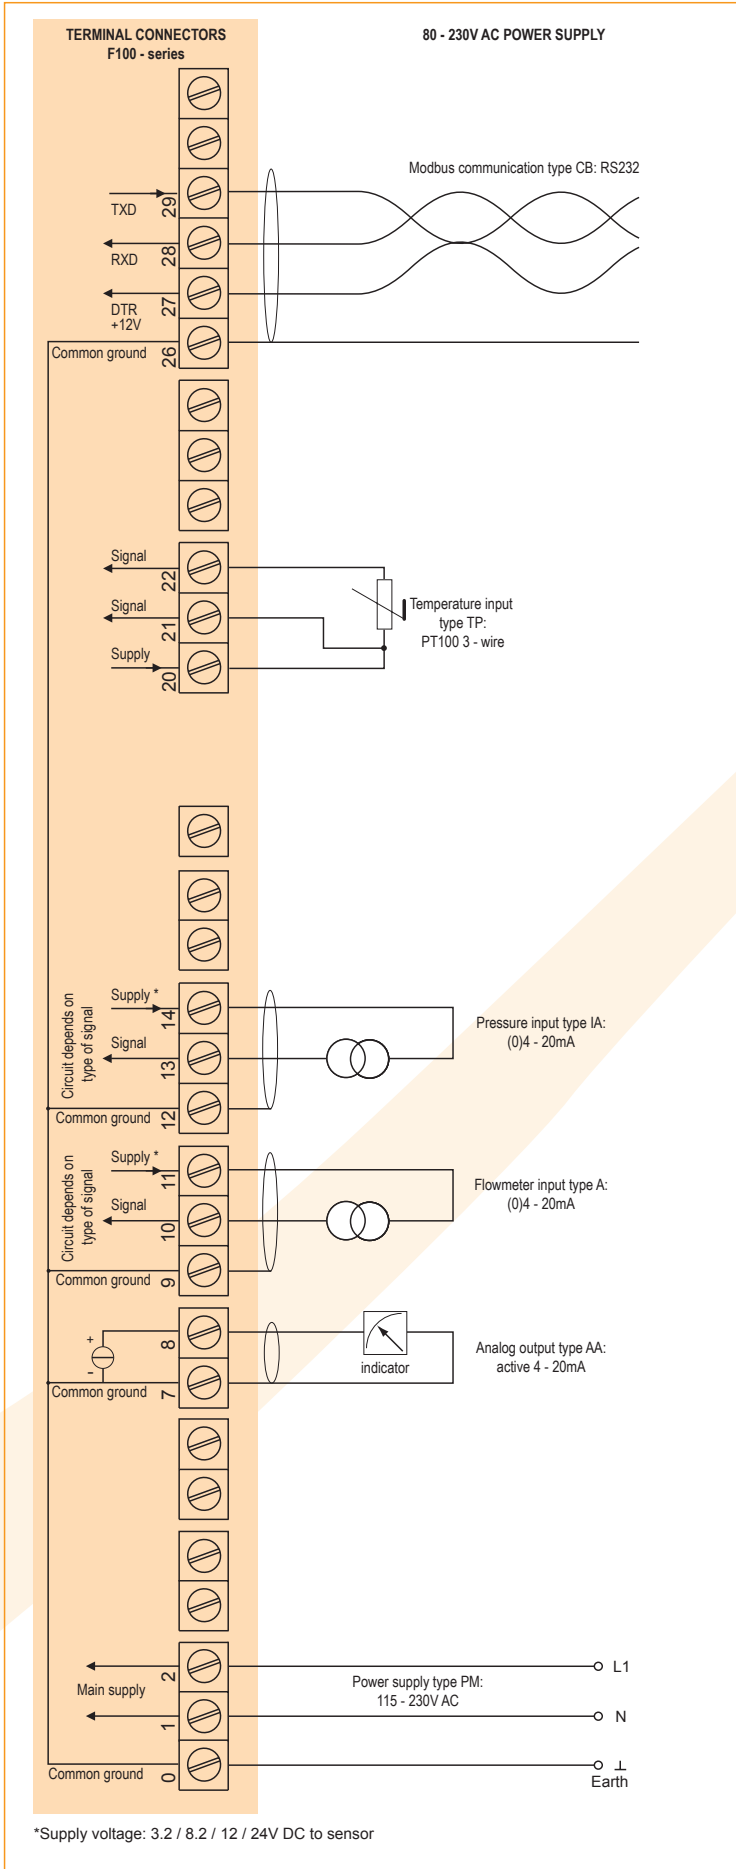 TERMINAL CONNECTORS
F100 - series
80 - 230V AC POWER SUPPLY
Modbus communication type CB: RS232
TXD
29
RXD
28
DTR
+12V
27
Common ground
26
Signal
22
Signal
21
Supply
20
Temperature input
type TP:
PT100 3 - wire
Circuit depends on
type of signal
Supply *
14
Signal
13
Common ground
12
Pressure input type IA:
(0)4 - 20mA
Circuit depends on
type of signal
Supply *
11
Signal
10
Common ground
9
Flowmeter input type A:
(0)4 - 20mA
+
-
8
Common ground
7
indicator
Analog output type AA:
active 4 - 20mA
2
Main supply
1
Common ground
0
Power supply type PM:
115 - 230V AC
L1
N
Earth
*Supply voltage: 3.2 / 8.2 / 12 / 24V DC to sensor